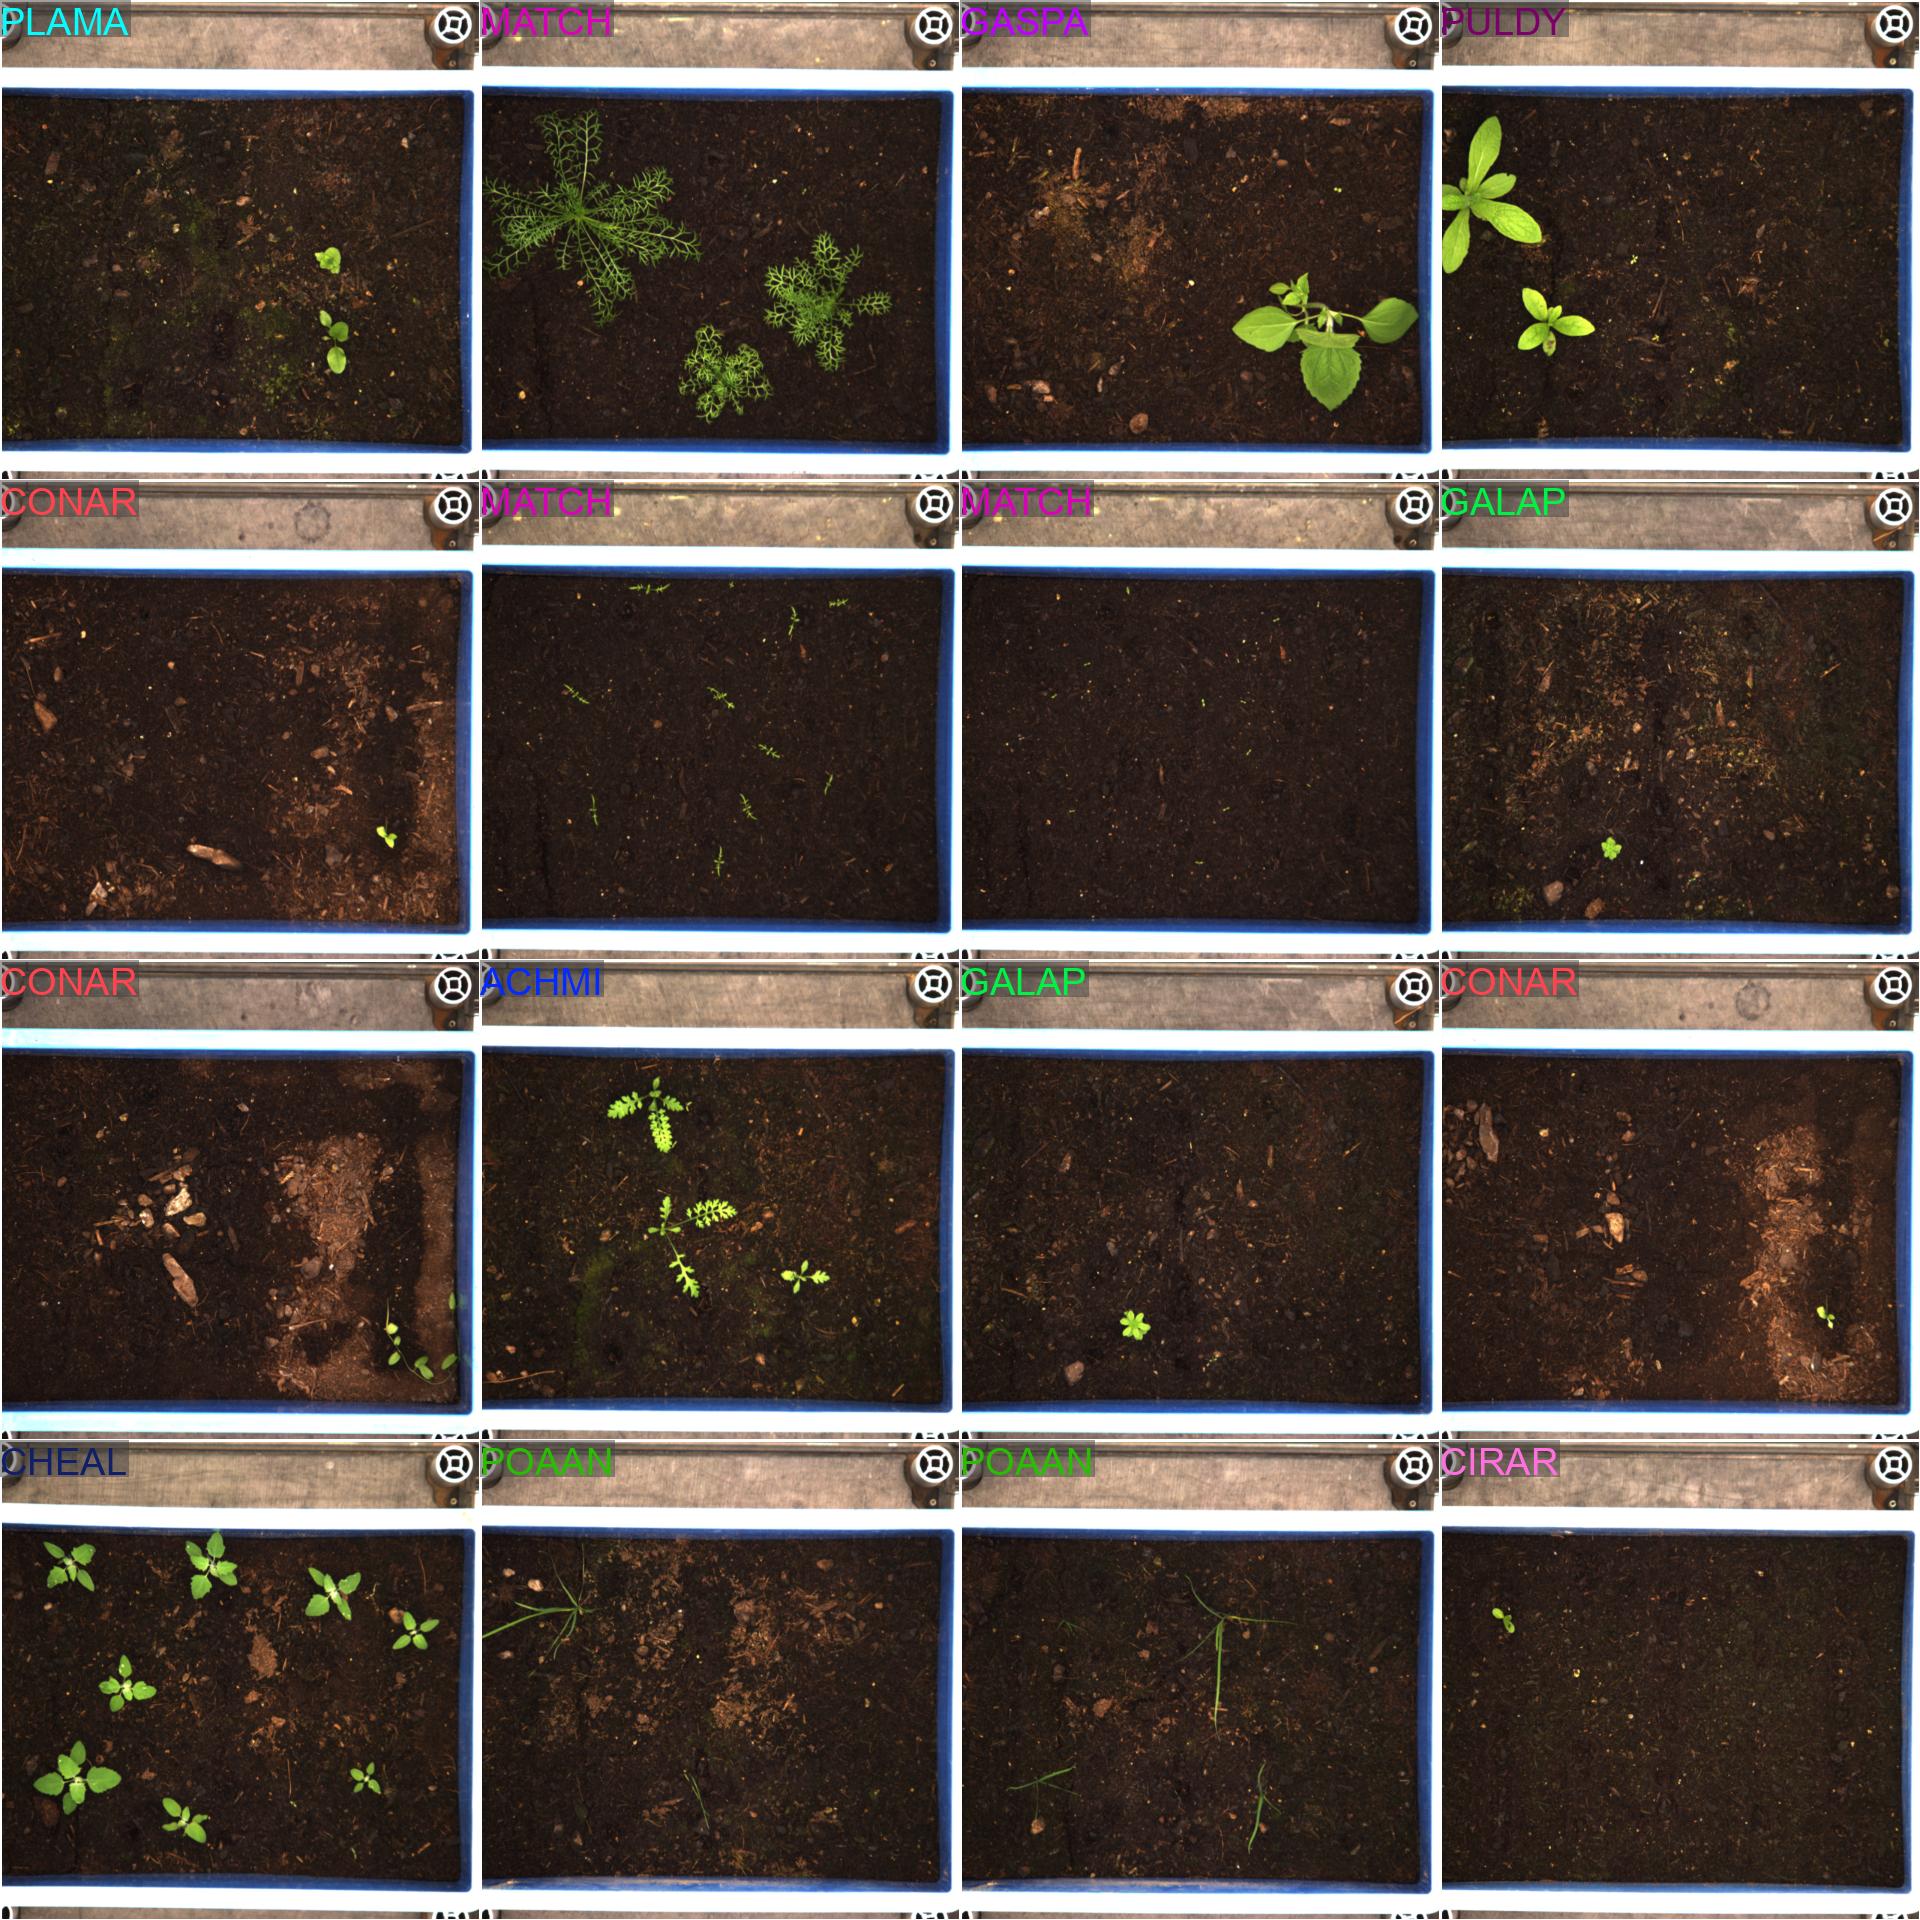 PLAMA
MATCH
GASPA
PULDY
CONAR
MATCH
MATCH
GALAP
CONAR
ACHMI
GALAP
CONAR
CHEAL
POAAN
POAAN
CIRAR